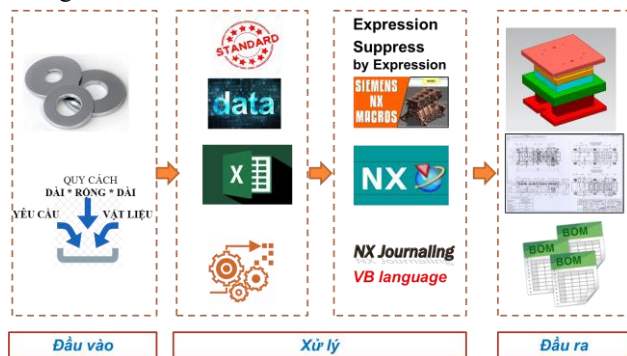 QUY CÁCH
DÀI * RỘNG * DÀI
YÊU CẦU
VẬT LIỆU
STANDARD
data
X
Expression
Suppress
by Expression
SIEMENS
NX
MACROS
NX
NX Journaling
VB language
BOM
BOM
BOM
Đầu vào
Xử lý
Đầu ra